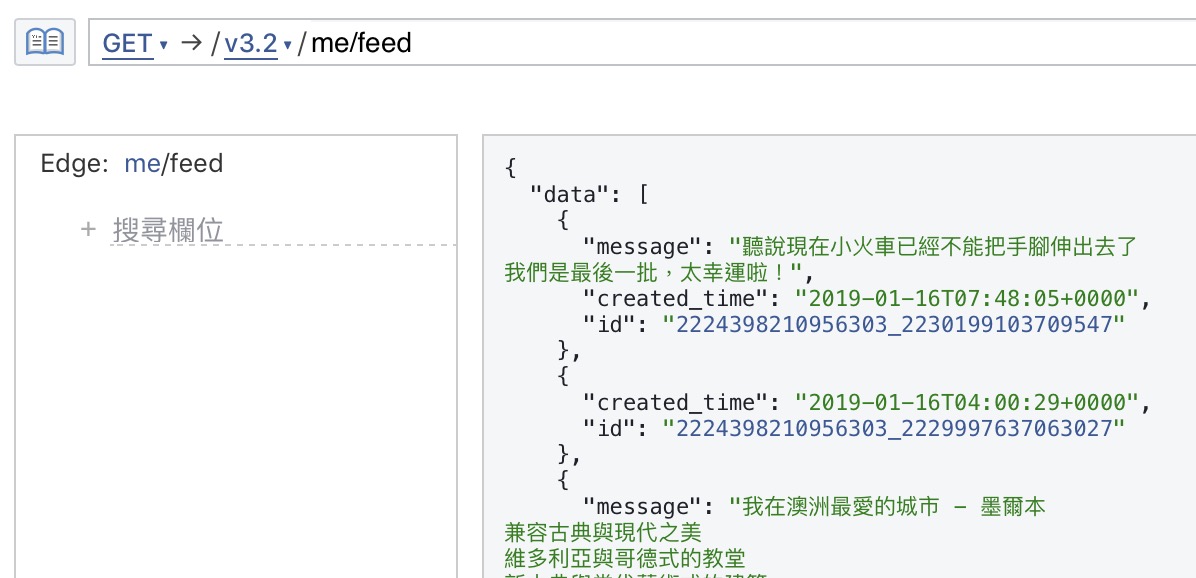 GET ▾ → / v3.2 ▾ / me/feed
Edge: me/feed
+ 搜尋欄位
{
"data": [
{
"message": "聽說現在小火車已經不能把手腳伸出去了
我們是最後一批，太幸運啦！",
"created_time": "2019-01-16T07:48:05+0000",
"id": "2224398210956303_2230199103709547"
},
{
"created_time": "2019-01-16T04:00:29+0000",
"id": "2224398210956303_2229997637063027"
},
{
"message": "我在澳洲最愛的城市 – 墨爾本
兼容古典與現代之美
維多利亞與哥德式的教堂